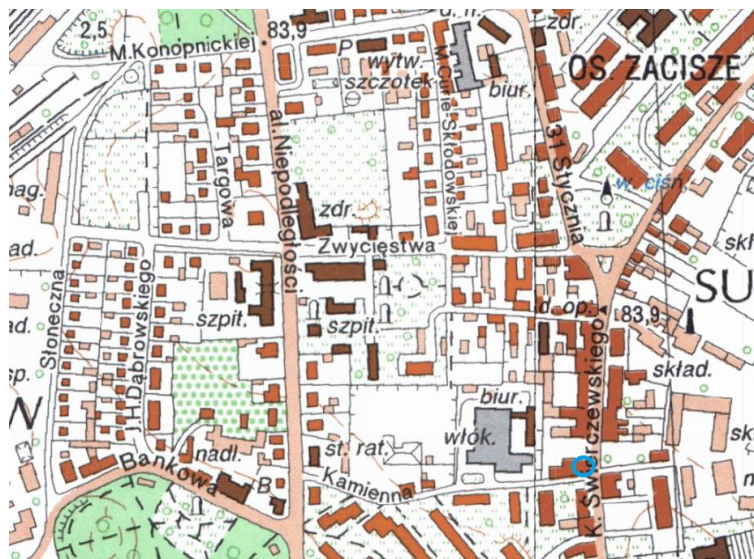 2,5
M.Konopnickiej
83,9
P
wytw.
szczotek
M.Curie-Skłodowskiej
biur.
zdr.
OS. ZACISZE
Targowa
al. Niepodległości
31 Stycznia
w. ciśn.
zdr.
Zwycięstwa
Słoneczna
J.H.Dąbrowskiego
szpit.
szpit.
d. op.
83,9
SU
skład.
biur.
włók.
k. Świerczewskiego
nadl.
st. rat.
Bankowa
B
Kamienna